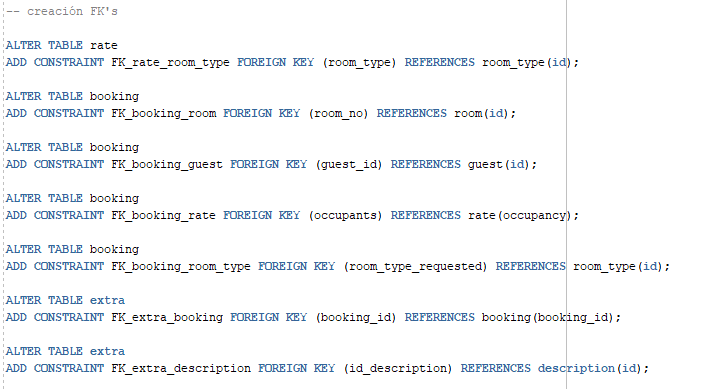 -- creación FK's
ALTER TABLE rate
ADD CONSTRAINT FK_rate_room_type FOREIGN KEY (room_type) REFERENCES room_type(id);
ALTER TABLE booking
ADD CONSTRAINT FK_booking_room FOREIGN KEY (room_no) REFERENCES room(id);
ALTER TABLE booking
ADD CONSTRAINT FK_booking_guest FOREIGN KEY (guest_id) REFERENCES guest(id);
ALTER TABLE booking
ADD CONSTRAINT FK_booking_rate FOREIGN KEY (occupants) REFERENCES rate(occupancy);
ALTER TABLE booking
ADD CONSTRAINT FK_booking_room_type FOREIGN KEY (room_type_requested) REFERENCES room_type(id);
ALTER TABLE extra
ADD CONSTRAINT FK_extra_booking FOREIGN KEY (booking_id) REFERENCES booking(booking_id);
ALTER TABLE extra
ADD CONSTRAINT FK_extra_description FOREIGN KEY (id_description) REFERENCES description(id);